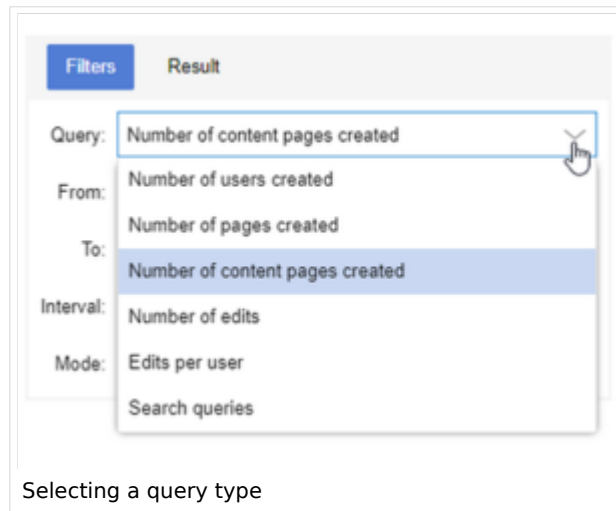 Filters Result
Query: Number of content pages created
Number of users created
From:
Number of pages created
To:
Number of content pages created
Interval: Number of edits
Mode: Edits per user
Search queries
Selecting a query type